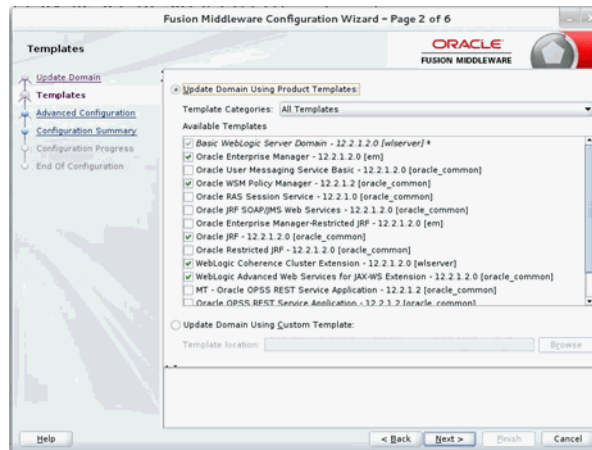 Fusion Middleware Configuration Wizard - Page 2 of 6
Templates
ORACLE
FUSION MIDDLEWARE
Update Domain
Templates
Advanced Configuration
Configuration Summary
Configuration Progress
End Of Configuration
Update Domain Using Product Templates:
Template Categories: All Templates
Available Templates
Basic WebLogic Server Domain - 12.2.1.2.0 [wlserver] *
Oracle Enterprise Manager - 12.2.1.2.0 [em]
Oracle User Messaging Service Basic - 12.2.1.2.0 [oracle_common]
Oracle WSM Policy Manager - 12.2.1.2 [oracle_common]
Oracle RAS Session Service - 12.2.1.0 [oracle_common]
Oracle JRF SOAP/JMS Web Services - 12.2.1.2.0 [oracle_common]
Oracle Enterprise Manager-Restricted JRF - 12.2.1.2.0 [em]
Oracle JRF - 12.2.1.2.0 [oracle_common]
Oracle Restricted JRF - 12.2.1.2.0 [oracle_common]
WebLogic Coherence Cluster Extension - 12.2.1.2.0 [wlserver]
WebLogic Advanced Web Services for JAX-WS Extension - 12.2.1.2.0 [oracle_common]
MT - Oracle OPSS REST Service Application - 12.2.1.2 [oracle_common]
Oracle OPSS REST Service Application - 12.2.1.2 [oracle_common]
Update Domain Using Custom Template:
Template location:
Browse
Help
< Back
Next >
Finish
Cancel